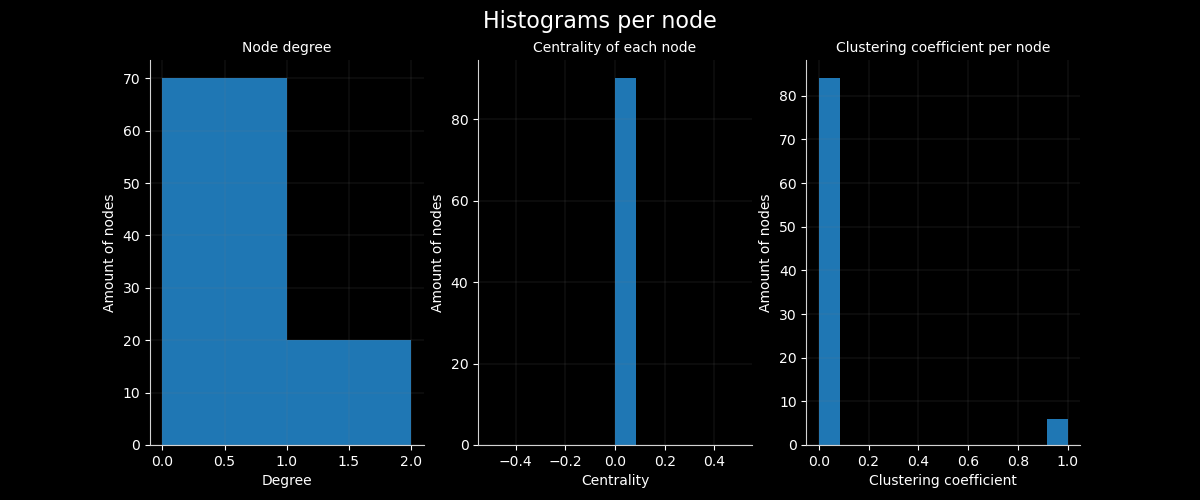 Histograms per node
Node degree
Amount of nodes
70
60
50
40
30
20
10
0
0.0 0.5 1.0 1.5 2.0
Degree
Centrality of each node
Amount of nodes
80
60
40
20
0
−0.4 −0.2 0.0 0.2 0.4
Centrality
Clustering coefficient per node
Amount of nodes
80
70
60
50
40
30
20
10
0
0.0 0.2 0.4 0.6 0.8 1.0
Clustering coefficient